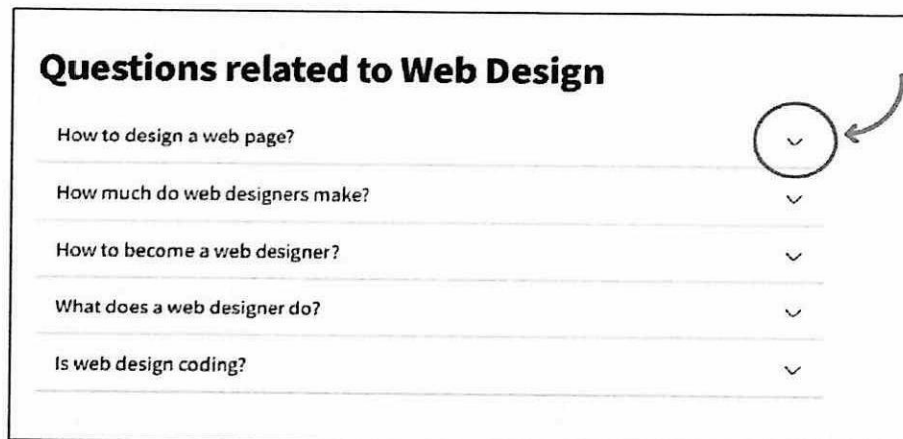 Questions related to Web Design
How to design a web page?
How much do web designers make?
How to become a web designer?
What does a web designer do?
Is web design coding?